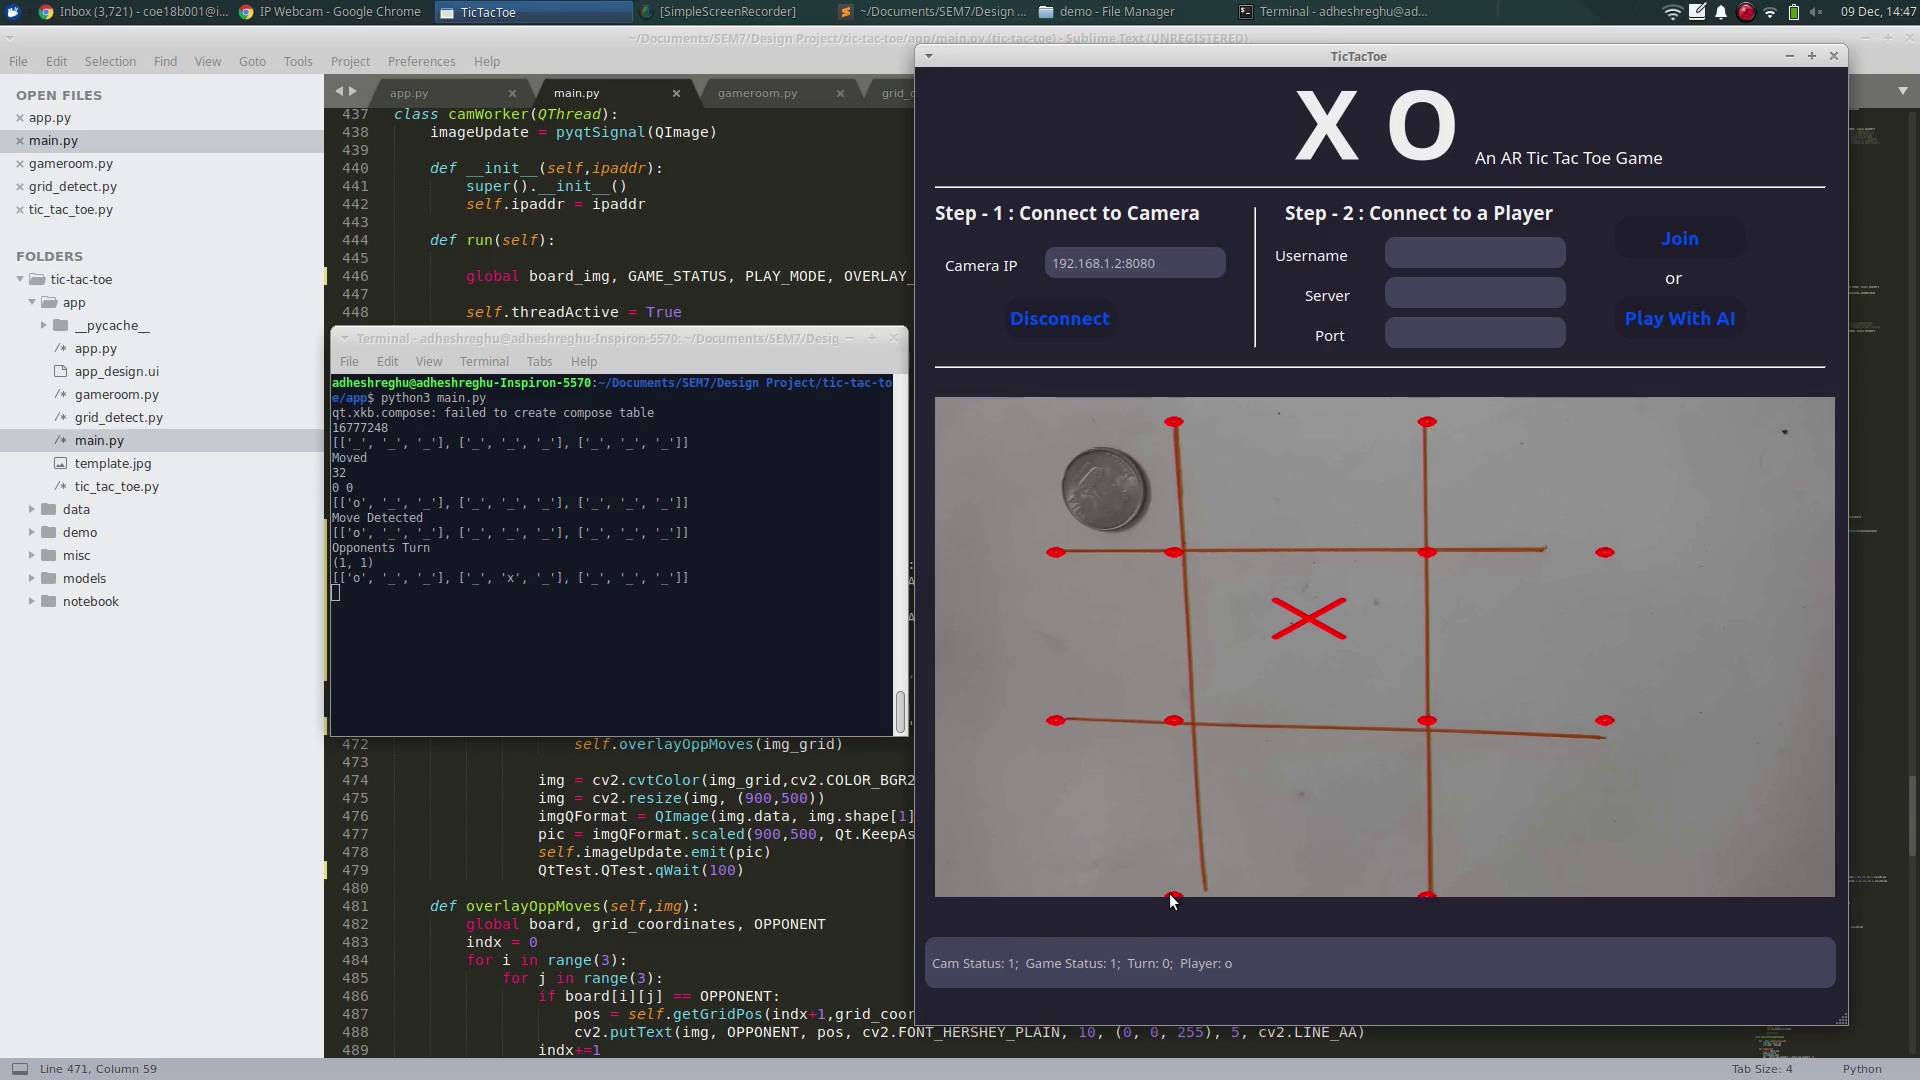 Inbox (3,721) - coe18b001@i...
IP Webcam - Google Chrome
TicTacToe
[SimpleScreenRecorder]
~/Documents/SEM7/Design ...
demo - File Manager
Terminal - adheshreghu@ad...
09 Dec, 14:47
~/Documents/SEM7/Design Project/tic-tac-toe/app/main.py (tic-tac-toe) - Sublime Text (UNREGISTERED)
File Edit Selection Find View Goto Tools Project Preferences Help
OPEN FILES
app.py
main.py
gameroom.py
grid_detect.py
tic_tac_toe.py
FOLDERS
tic-tac-toe
app
__pycache__
app.py
app_design.ui
gameroom.py
grid_detect.py
main.py
template.jpg
tic_tac_toe.py
data
demo
misc
models
notebook
app.py
main.py
gameroom.py
437 class camWorker(QThread):
438 imageUpdate = pyqtSignal(QImage)
439
440 def __init__(self,ipaddr):
441 super().__init__()
442 self.ipaddr = ipaddr
443
444 def run(self):
445
446 global board_img, GAME_STATUS, PLAY_MODE, OVERLAY_
447
448 self.threadActive = True
Terminal - adheshreghu@adheshreghu-Inspiron-5570: ~/Documents/SEM7/Desig
File Edit View Terminal Tabs Help
adheshreghu@adheshreghu-Inspiron-5570:~/Documents/SEM7/Design Project/tic-tac-to
e/app$ python3 main.py
qt.xkb.compose: failed to create compose table
16777248
[['_', '_', '_'], ['_', '_', '_'], ['_', '_', '_']]
Moved
32
0 0
[['o', '_', '_'], ['_', '_', '_'], ['_', '_', '_']]
Move Detected
[['o', '_', '_'], ['_', '_', '_'], ['_', '_', '_']]
Opponents Turn
(1, 1)
[['o', '_', '_'], ['_', 'x', '_'], ['_', '_', '_']]
472 self.overlayOppMoves(img_grid)
473
474 img = cv2.cvtColor(img_grid,cv2.COLOR_BGR2
475 img = cv2.resize(img, (900,500))
476 imgQFormat = QImage(img.data, img.shape[1]
477 pic = imgQFormat.scaled(900,500, Qt.KeepAs
478 self.imageUpdate.emit(pic)
479 QtTest.QTest.qWait(100)
480
481 def overlayOppMoves(self,img):
482 global board, grid_coordinates, OPPONENT
483 indx = 0
484 for i in range(3):
485 for j in range(3):
486 if board[i][j] == OPPONENT:
487 pos = self.getGridPos(indx+1,grid_coor
488 cv2.putText(img, OPPONENT, pos, cv2.FONT_HERSHEY_PLAIN, 10, (0, 0, 255), 5, cv2.LINE_AA)
489 indx+=1
TicTacToe
X O An AR Tic Tac Toe Game
Step - 1 : Connect to Camera
Camera IP 192.168.1.2:8080
Disconnect
Step - 2 : Connect to a Player
Username
Server
Port
Join
or
Play With AI
Cam Status: 1; Game Status: 1; Turn: 0; Player: o
Line 471, Column 59
Tab Size: 4
Python